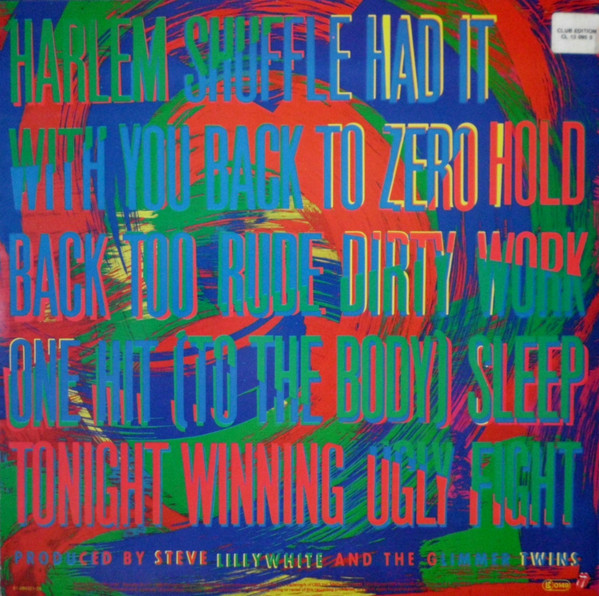 HARLEM SHUFFLE HAD IT
CLUB EDITION
WITH YOU BACK TO ZERO HOLD
BACK TOO RUDE DIRTY WORK
ONE HIT (TO THE BODY) SLEEP
TONIGHT WINNING UGLY FIGHT
PRODUCED BY STEVE LILLYWHITE AND THE GLIMMER TWINS